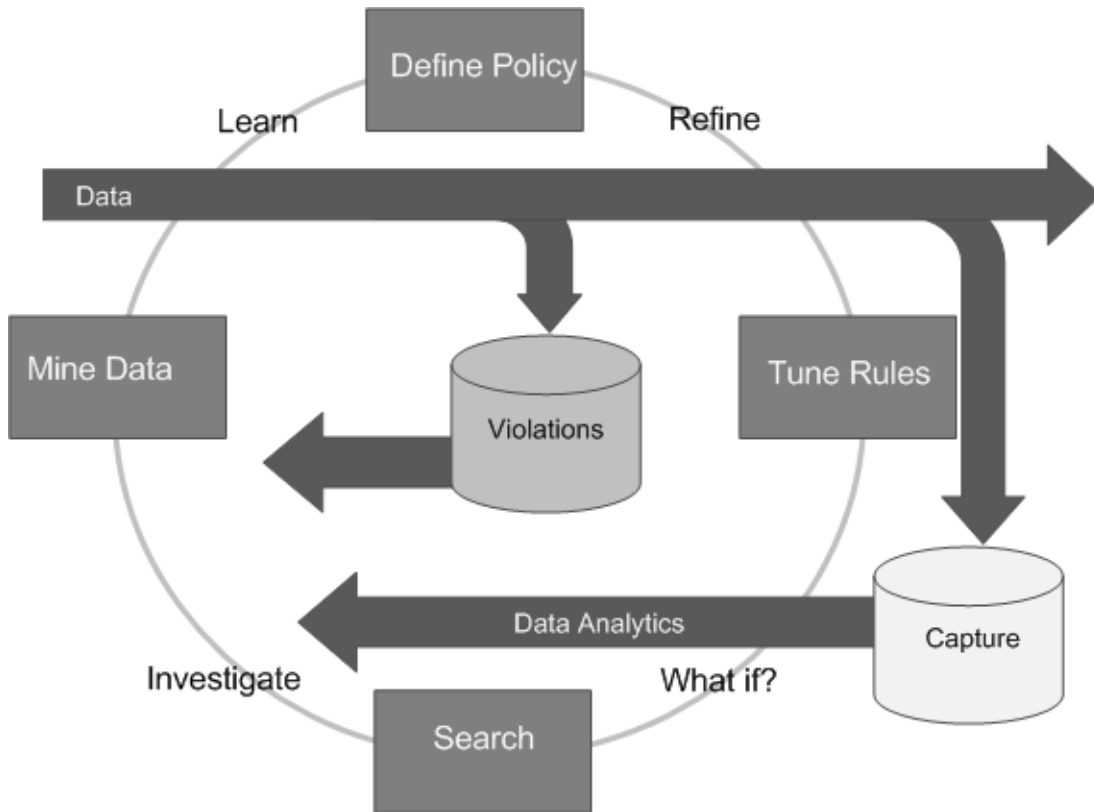 Define Policy
Learn
Refine
Data
Mine Data
Tune Rules
Violations
Data Analytics
Capture
Investigate
What if?
Search